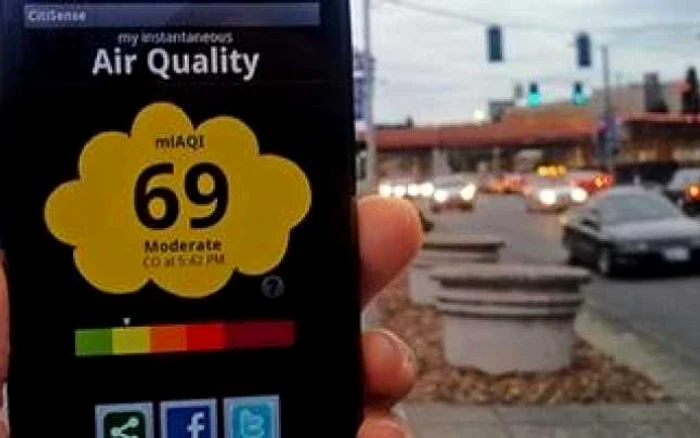 CitiSense
my instantaneous
Air Quality
mIAQI
69
Moderate
CO at 5:42 PM
?
f